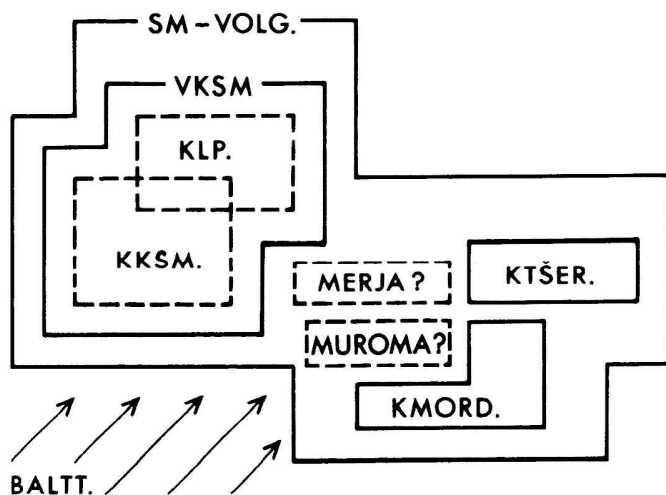 SM-VOLG.
VKSM
KLP.
KKSM.
MERJA?
KTŠER.
MUROMA?
KMORD.
BALTT.